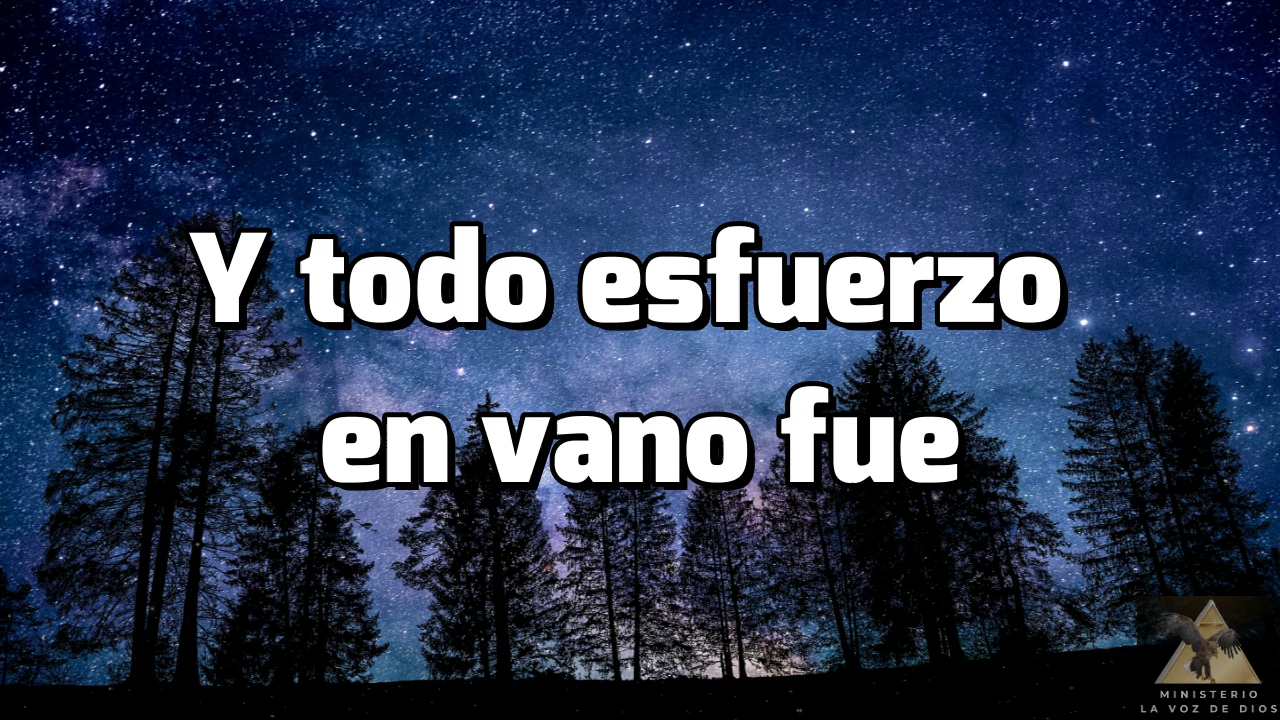 Y todo esfuerzo
en vano fue
MINISTERIO
LA VOZ DE DIOS